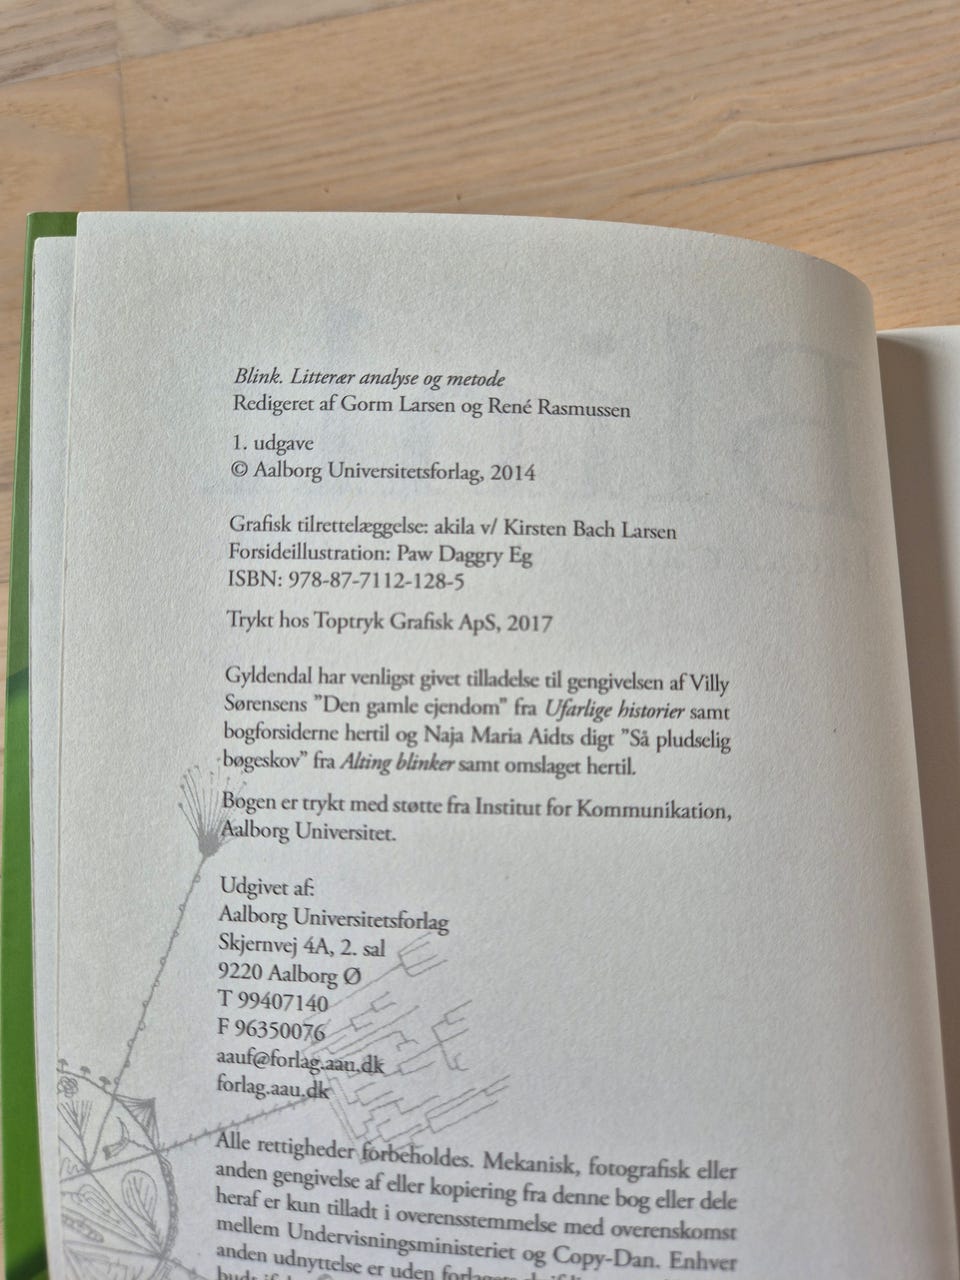 Blink. Litterær analyse og metode
Redigeret af Gorm Larsen og René Rasmussen
1. udgave
© Aalborg Universitetsforlag, 2014
Grafisk tilrettelæggelse: akila v/ Kirsten Bach Larsen
Forsideillustration: Paw Daggry Eg
ISBN: 978-87-7112-128-5
Trykt hos Toptryk Grafisk ApS, 2017
Gyldendal har venligst givet tilladelse til gengivelsen af Villy
Sørensens "Den gamle ejendom" fra Ufarlige historier samt
bogforsiderne hertil og Naja Maria Aidts digt "Så pludselig
bøgeskov" fra Alting blinker samt omslaget hertil.
Bogen er trykt med støtte fra Institut for Kommunikation,
Aalborg Universitet.
Udgivet af:
Aalborg Universitetsforlag
Skjernvej 4A, 2. sal
9220 Aalborg Ø
T 99407140
F 96350076
aauf@forlag.aau.dk
forlag.aau.dk
Alle rettigheder forbeholdes. Mekanisk, fotografisk eller
anden gengivelse af eller kopiering fra denne bog eller dele
heraf er kun tilladt i overensstemmelse med overenskomst
mellem Undervisningsministeriet og Copy-Dan. Enhver
anden udnyttelse er uden forlagets